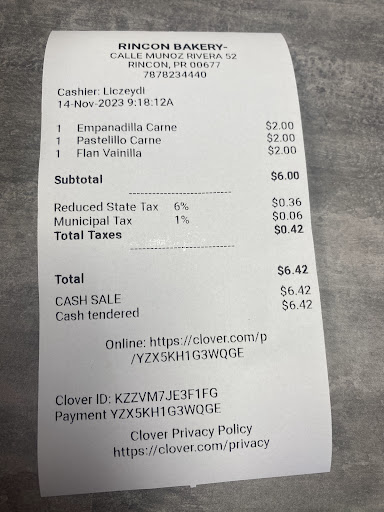 RINCON BAKERY-
CALLE MUNOZ RIVERA 52
RINCON, PR 00677
7878234440
Cashier: Liczeydl
14-Nov-2023 9:18:12A
1 Empanadilla Carne $2.00
1 Pastelillo Carne $2.00
1 Flan Vainilla $2.00
Subtotal $6.00
Reduced State Tax 6% $0.36
Municipal Tax 1% $0.06
Total Taxes $0.42
Total $6.42
CASH SALE $6.42
Cash tendered $6.42
Online: https://clover.com/p
/YZX5KH1G3WQGE
Clover ID: KZZVM7JE3F1FG
Payment YZX5KH1G3WQGE
Clover Privacy Policy
https://clover.com/privacy